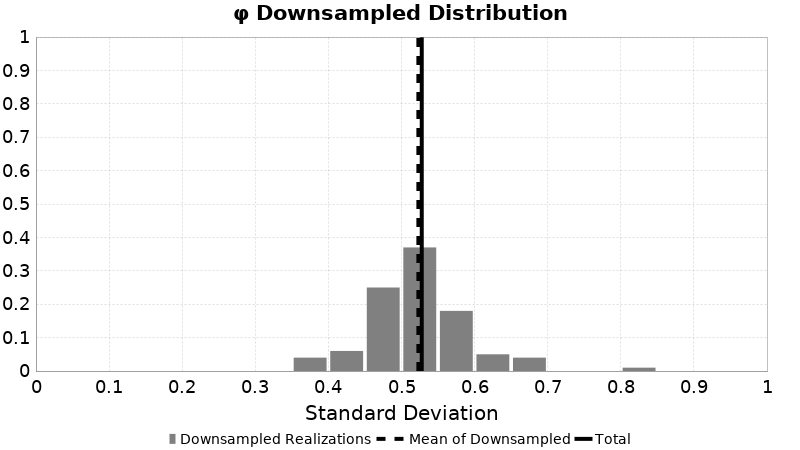 φ Downsampled Distribution
1
0.9
0.8
0.7
0.6
0.5
0.4
0.3
0.2
0.1
0
0 0.1 0.2 0.3 0.4 0.5 0.6 0.7 0.8 0.9 1
Standard Deviation
Downsampled Realizations Mean of Downsampled Total